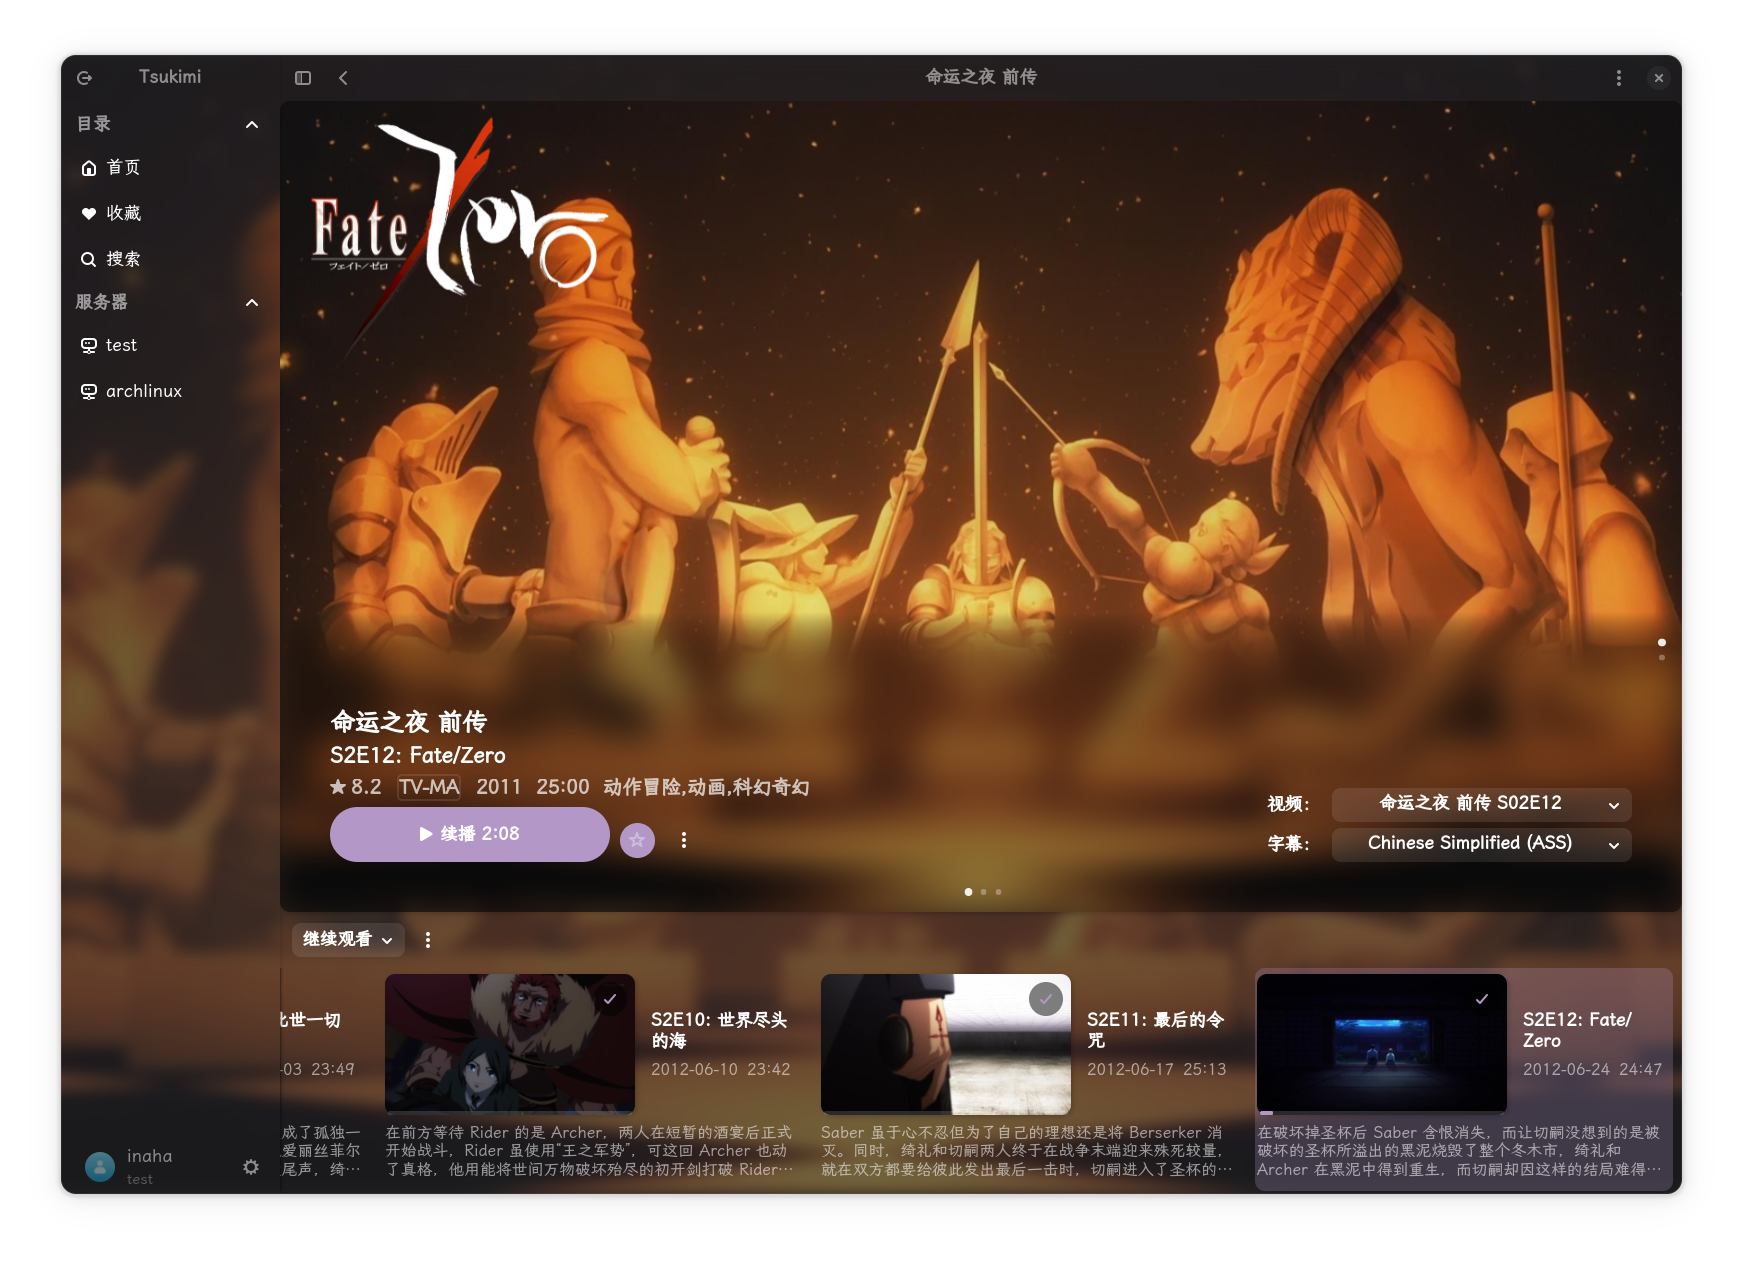 Tsukimi
命运之夜 前传
目录
首页
收藏
搜索
服务器
test
archlinux
Fate/Zero
フェイト/ゼロ
命运之夜 前传
S2E12: Fate/Zero
8.2 TV-MA 2011 25:00 动作冒险,动画,科幻奇幻
续播 2:08
视频: 命运之夜 前传 S02E12
字幕: Chinese Simplified (ASS)
继续观看
此世一切
-03 23:49
成了孤独一
爱丽丝菲尔
尾声，绮…
S2E10: 世界尽头
的海
2012-06-10 23:42
在前方等待 Rider 的是 Archer，两人在短暂的酒宴后正式
开始战斗，Rider 虽使用“王之军势”，可这回 Archer 也动
了真格，他用能将世间万物破坏殆尽的初开剑打破 Rider…
S2E11: 最后的令
咒
2012-06-17 25:13
Saber 虽于心不忍但为了自己的理想还是将 Berserker 消
灭。同时，绮礼和切嗣两人终于在战争末端迎来殊死较量，
就在双方都要给彼此发出最后一击时，切嗣进入了圣杯的…
S2E12: Fate/
Zero
2012-06-24 24:47
在破坏掉圣杯后 Saber 含恨消失，而让切嗣没想到的是被
破坏的圣杯所溢出的黑泥烧毁了整个冬木市，绮礼和
Archer 在黑泥中得到重生，而切嗣却因这样的结局难得…
inaha
test